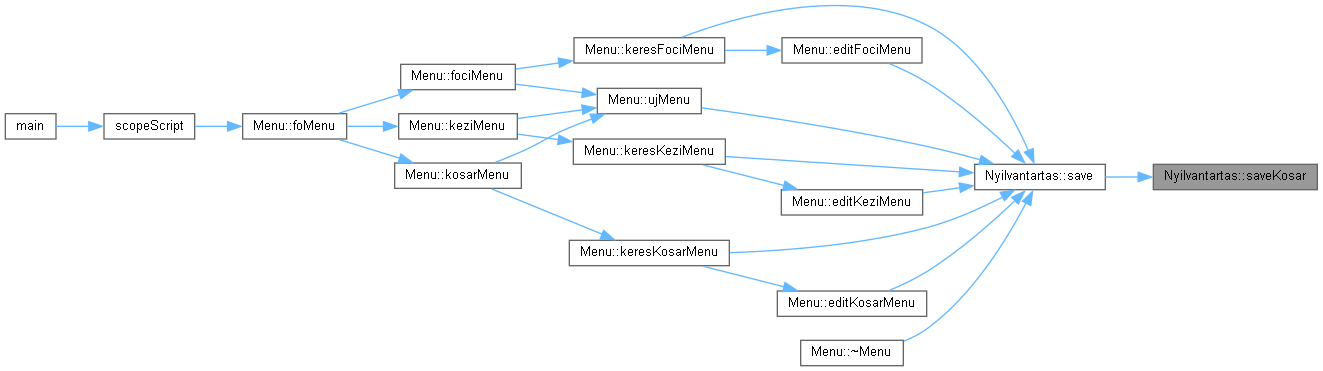 main
scopeScript
Menu::foMenu
Menu::fociMenu
Menu::keziMenu
Menu::kosarMenu
Menu::keresFociMenu
Menu::ujMenu
Menu::keresKeziMenu
Menu::keresKosarMenu
Menu::editFociMenu
Menu::editKeziMenu
Menu::editKosarMenu
Menu::~Menu
Nyilvantartas::save
Nyilvantartas::saveKosar